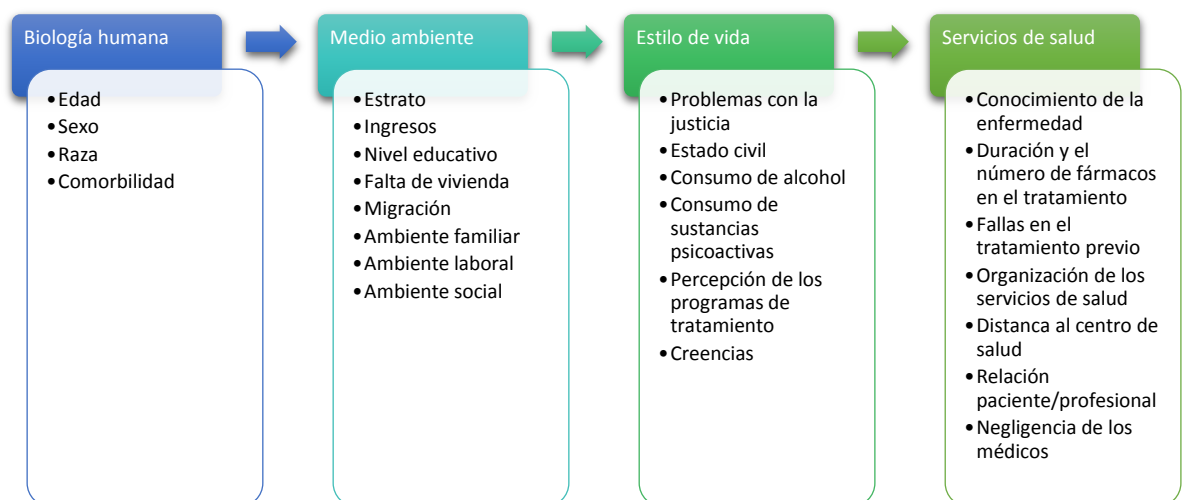 Biología humana
• Edad
• Sexo
• Raza
• Comorbilidad
Medio ambiente
• Estrato
• Ingresos
• Nivel educativo
• Falta de vivienda
• Migración
• Ambiente familiar
• Ambiente laboral
• Ambiente social
Estilo de vida
• Problemas con la
justicia
• Estado civil
• Consumo de alcohol
• Consumo de
sustancias
psicoactivas
• Percepción de los
programas de
tratamiento
• Creencias
Servicios de salud
• Conocimiento de la
enfermedad
• Duración y el
número de fármacos
en el tratamiento
• Fallas en el
tratamiento previo
• Organización de los
servicios de salud
• Distanca al centro de
salud
• Relación
paciente/profesional
• Negligencia de los
médicos